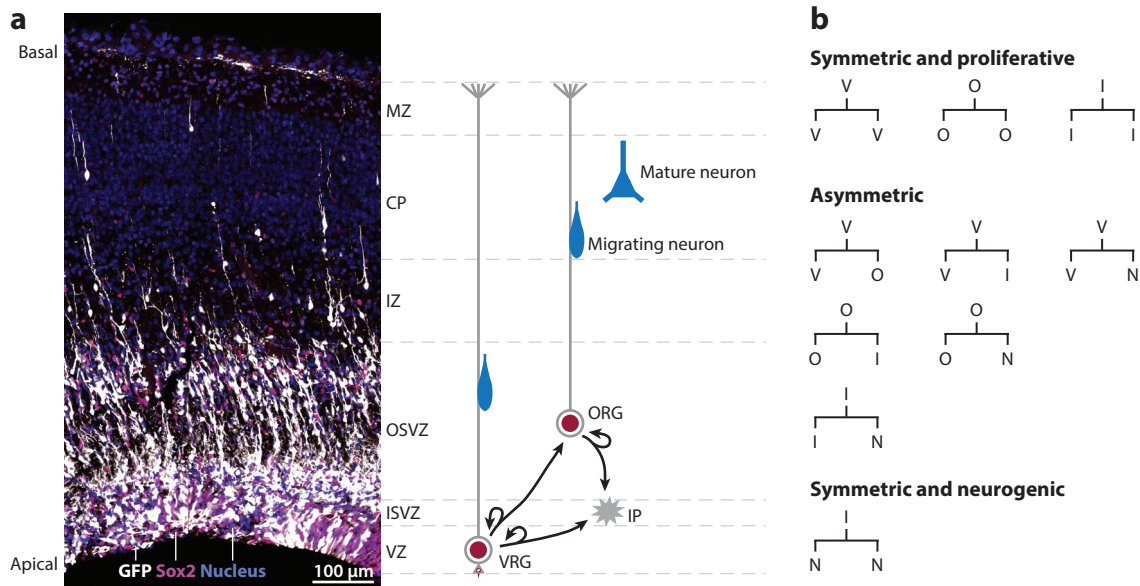 a
Basal
Apical
GFP Sox2 Nucleus
100 μm
MZ
CP
IZ
OSVZ
ISVZ
VZ
Mature neuron
Migrating neuron
ORG
IP
VRG
b
Symmetric and proliferative
V O I
V V O O I I
Asymmetric
V V V
V O V I V N
O O
O I O N
I
I N
Symmetric and neurogenic
I
N N